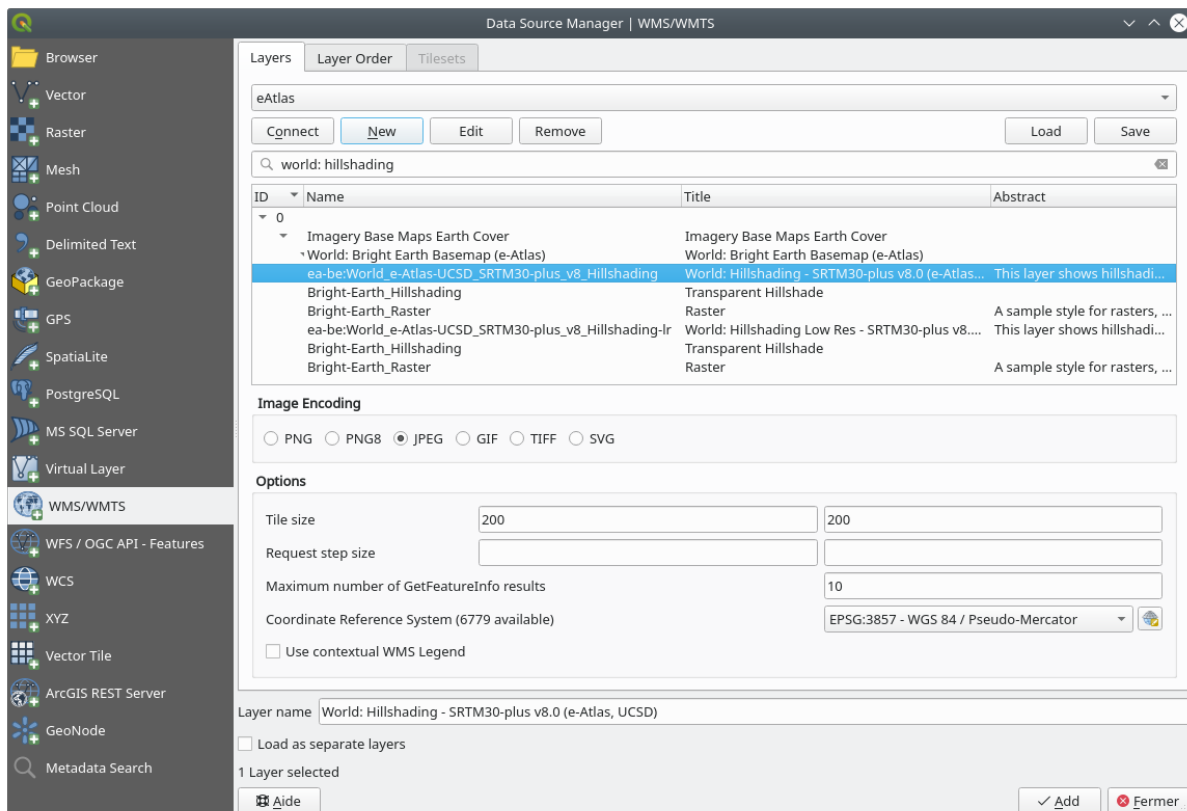 Data Source Manager | WMS/WMTS
Browser
Vector
Raster
Mesh
Point Cloud
Delimited Text
GeoPackage
GPS
SpatiaLite
PostgreSQL
MS SQL Server
Virtual Layer
WMS/WMTS
WFS / OGC API - Features
WCS
XYZ
Vector Tile
ArcGIS REST Server
GeoNode
Metadata Search
Layers Layer Order Tilesets
eAtlas
Connect New Edit Remove Load Save
world: hillshading
ID Name Title Abstract
0
Imagery Base Maps Earth Cover Imagery Base Maps Earth Cover
World: Bright Earth Basemap (e-Atlas) World: Bright Earth Basemap (e-Atlas)
ea-be:World_e-Atlas-UCSD_SRTM30-plus_v8_Hillshading World: Hillshading - SRTM30-plus v8.0 (e-Atlas... This layer shows hillshadi...
Bright-Earth_Hillshading Transparent Hillshade
Bright-Earth_Raster Raster A sample style for rasters, ...
ea-be:World_e-Atlas-UCSD_SRTM30-plus_v8_Hillshading-lr World: Hillshading Low Res - SRTM30-plus v8.... This layer shows hillshadi...
Bright-Earth_Hillshading Transparent Hillshade
Bright-Earth_Raster Raster A sample style for rasters, ...
Image Encoding
PNG PNG8 JPEG GIF TIFF SVG
Options
Tile size 200 200
Request step size
Maximum number of GetFeatureInfo results 10
Coordinate Reference System (6779 available) EPSG:3857 - WGS 84 / Pseudo-Mercator
Use contextual WMS Legend
Layer name World: Hillshading - SRTM30-plus v8.0 (e-Atlas, UCSD)
Load as separate layers
1 Layer selected
Aide Add Fermer